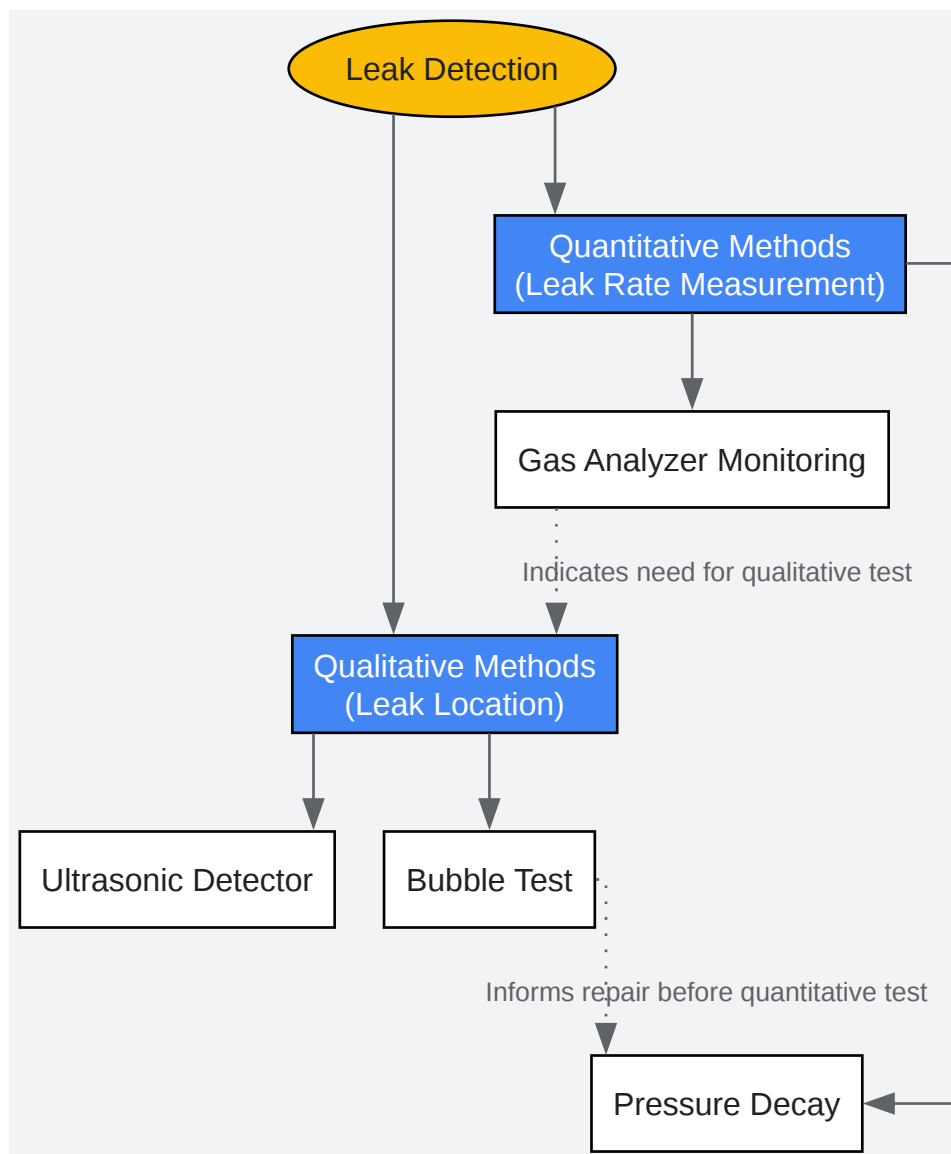 Leak Detection
Quantitative Methods
(Leak Rate Measurement)
Gas Analyzer Monitoring
Indicates need for qualitative test
Qualitative Methods
(Leak Location)
Ultrasonic Detector
Bubble Test
Informs repair before quantitative test
Pressure Decay